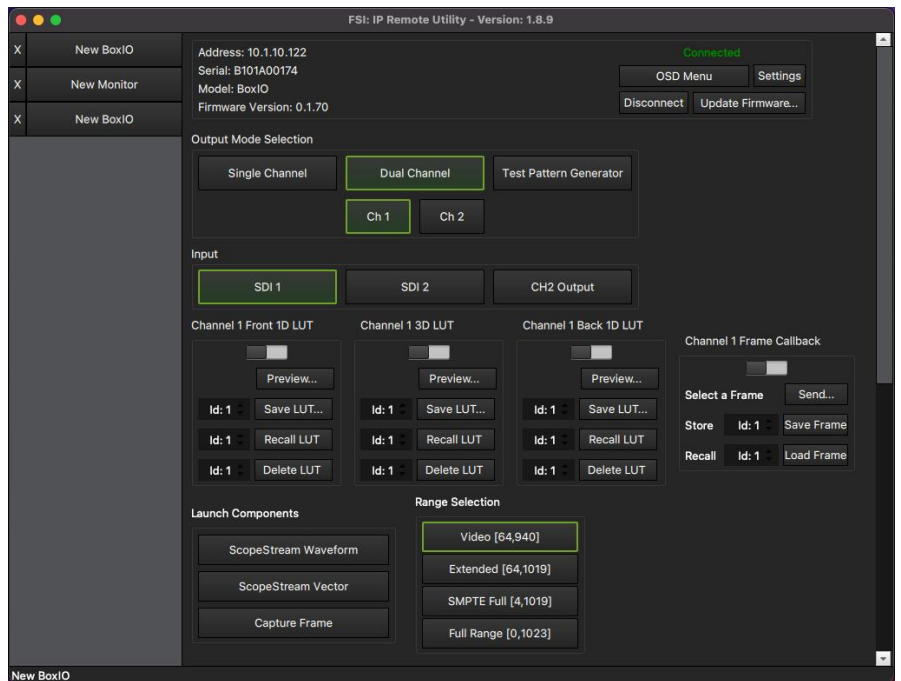 FSI: IP Remote Utility - Version: 1.8.9
X New BoxIO
X New Monitor
X New BoxIO
Address: 10.1.10.122
Connected
Serial: B101A00174
OSD Menu Settings
Model: BoxIO
Firmware Version: 0.1.70
Disconnect Update Firmware...
Output Mode Selection
Single Channel Dual Channel Test Pattern Generator
Ch 1 Ch 2
Input
SDI 1 SDI 2 CH2 Output
Channel 1 Front 1D LUT
Preview...
Id: 1 Save LUT...
Id: 1 Recall LUT
Id: 1 Delete LUT
Channel 1 3D LUT
Preview...
Id: 1 Save LUT...
Id: 1 Recall LUT
Id: 1 Delete LUT
Channel 1 Back 1D LUT
Preview...
Id: 1 Save LUT...
Id: 1 Recall LUT
Id: 1 Delete LUT
Channel 1 Frame Callback
Select a Frame Send...
Store Id: 1 Save Frame
Recall Id: 1 Load Frame
Launch Components
ScopeStream Waveform
ScopeStream Vector
Capture Frame
Range Selection
Video [64,940]
Extended [64,1019]
SMPTE Full [4,1019]
Full Range [0,1023]
New BoxIO